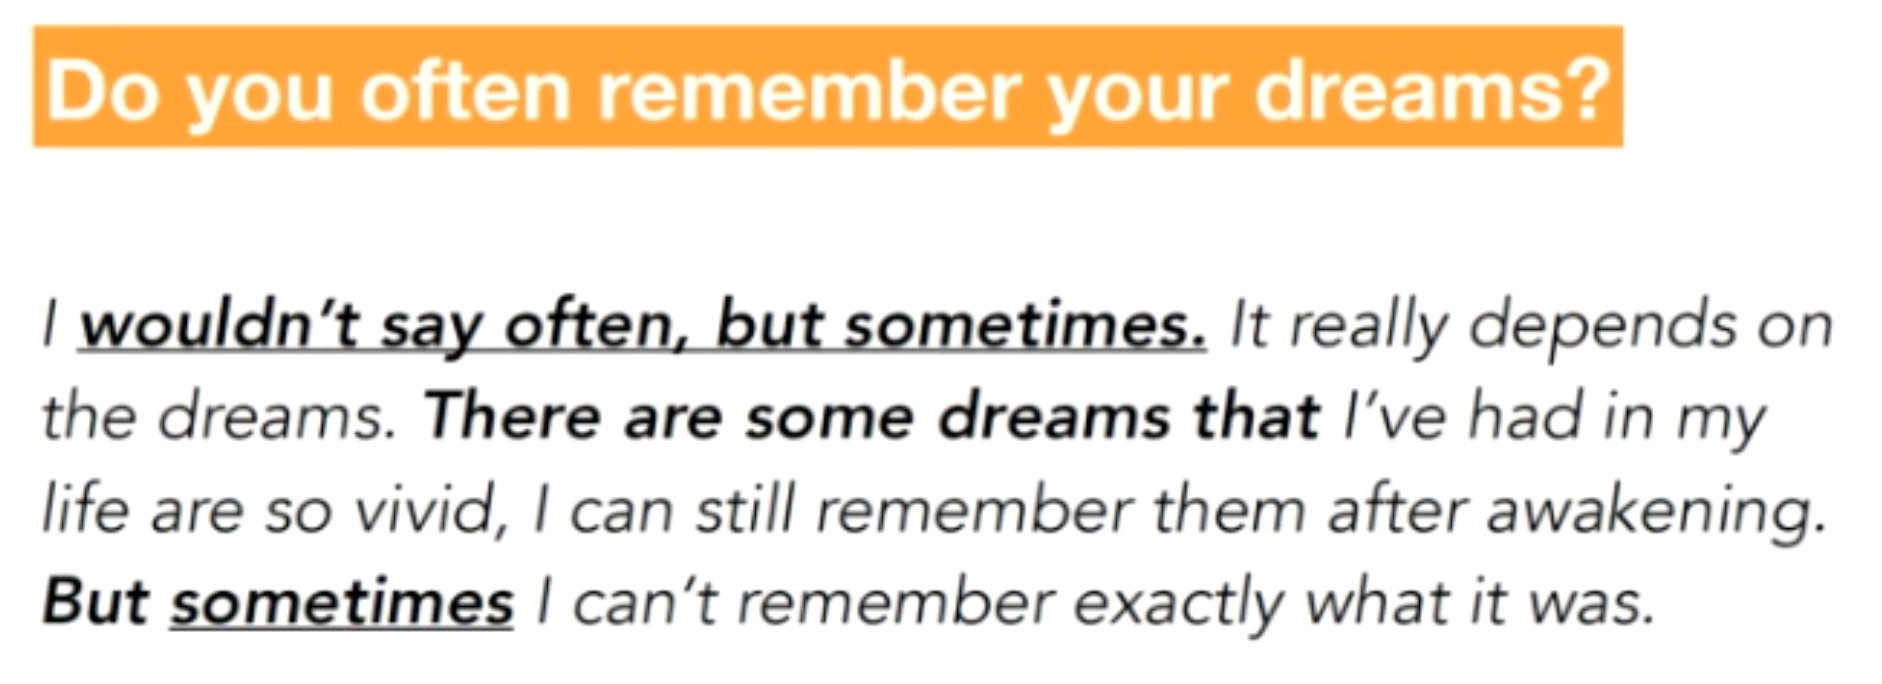 Do you often remember your dreams?
I wouldn't say often, but sometimes. It really depends on
the dreams. There are some dreams that I've had in my
life are so vivid, I can still remember them after awakening.
But sometimes I can't remember exactly what it was.